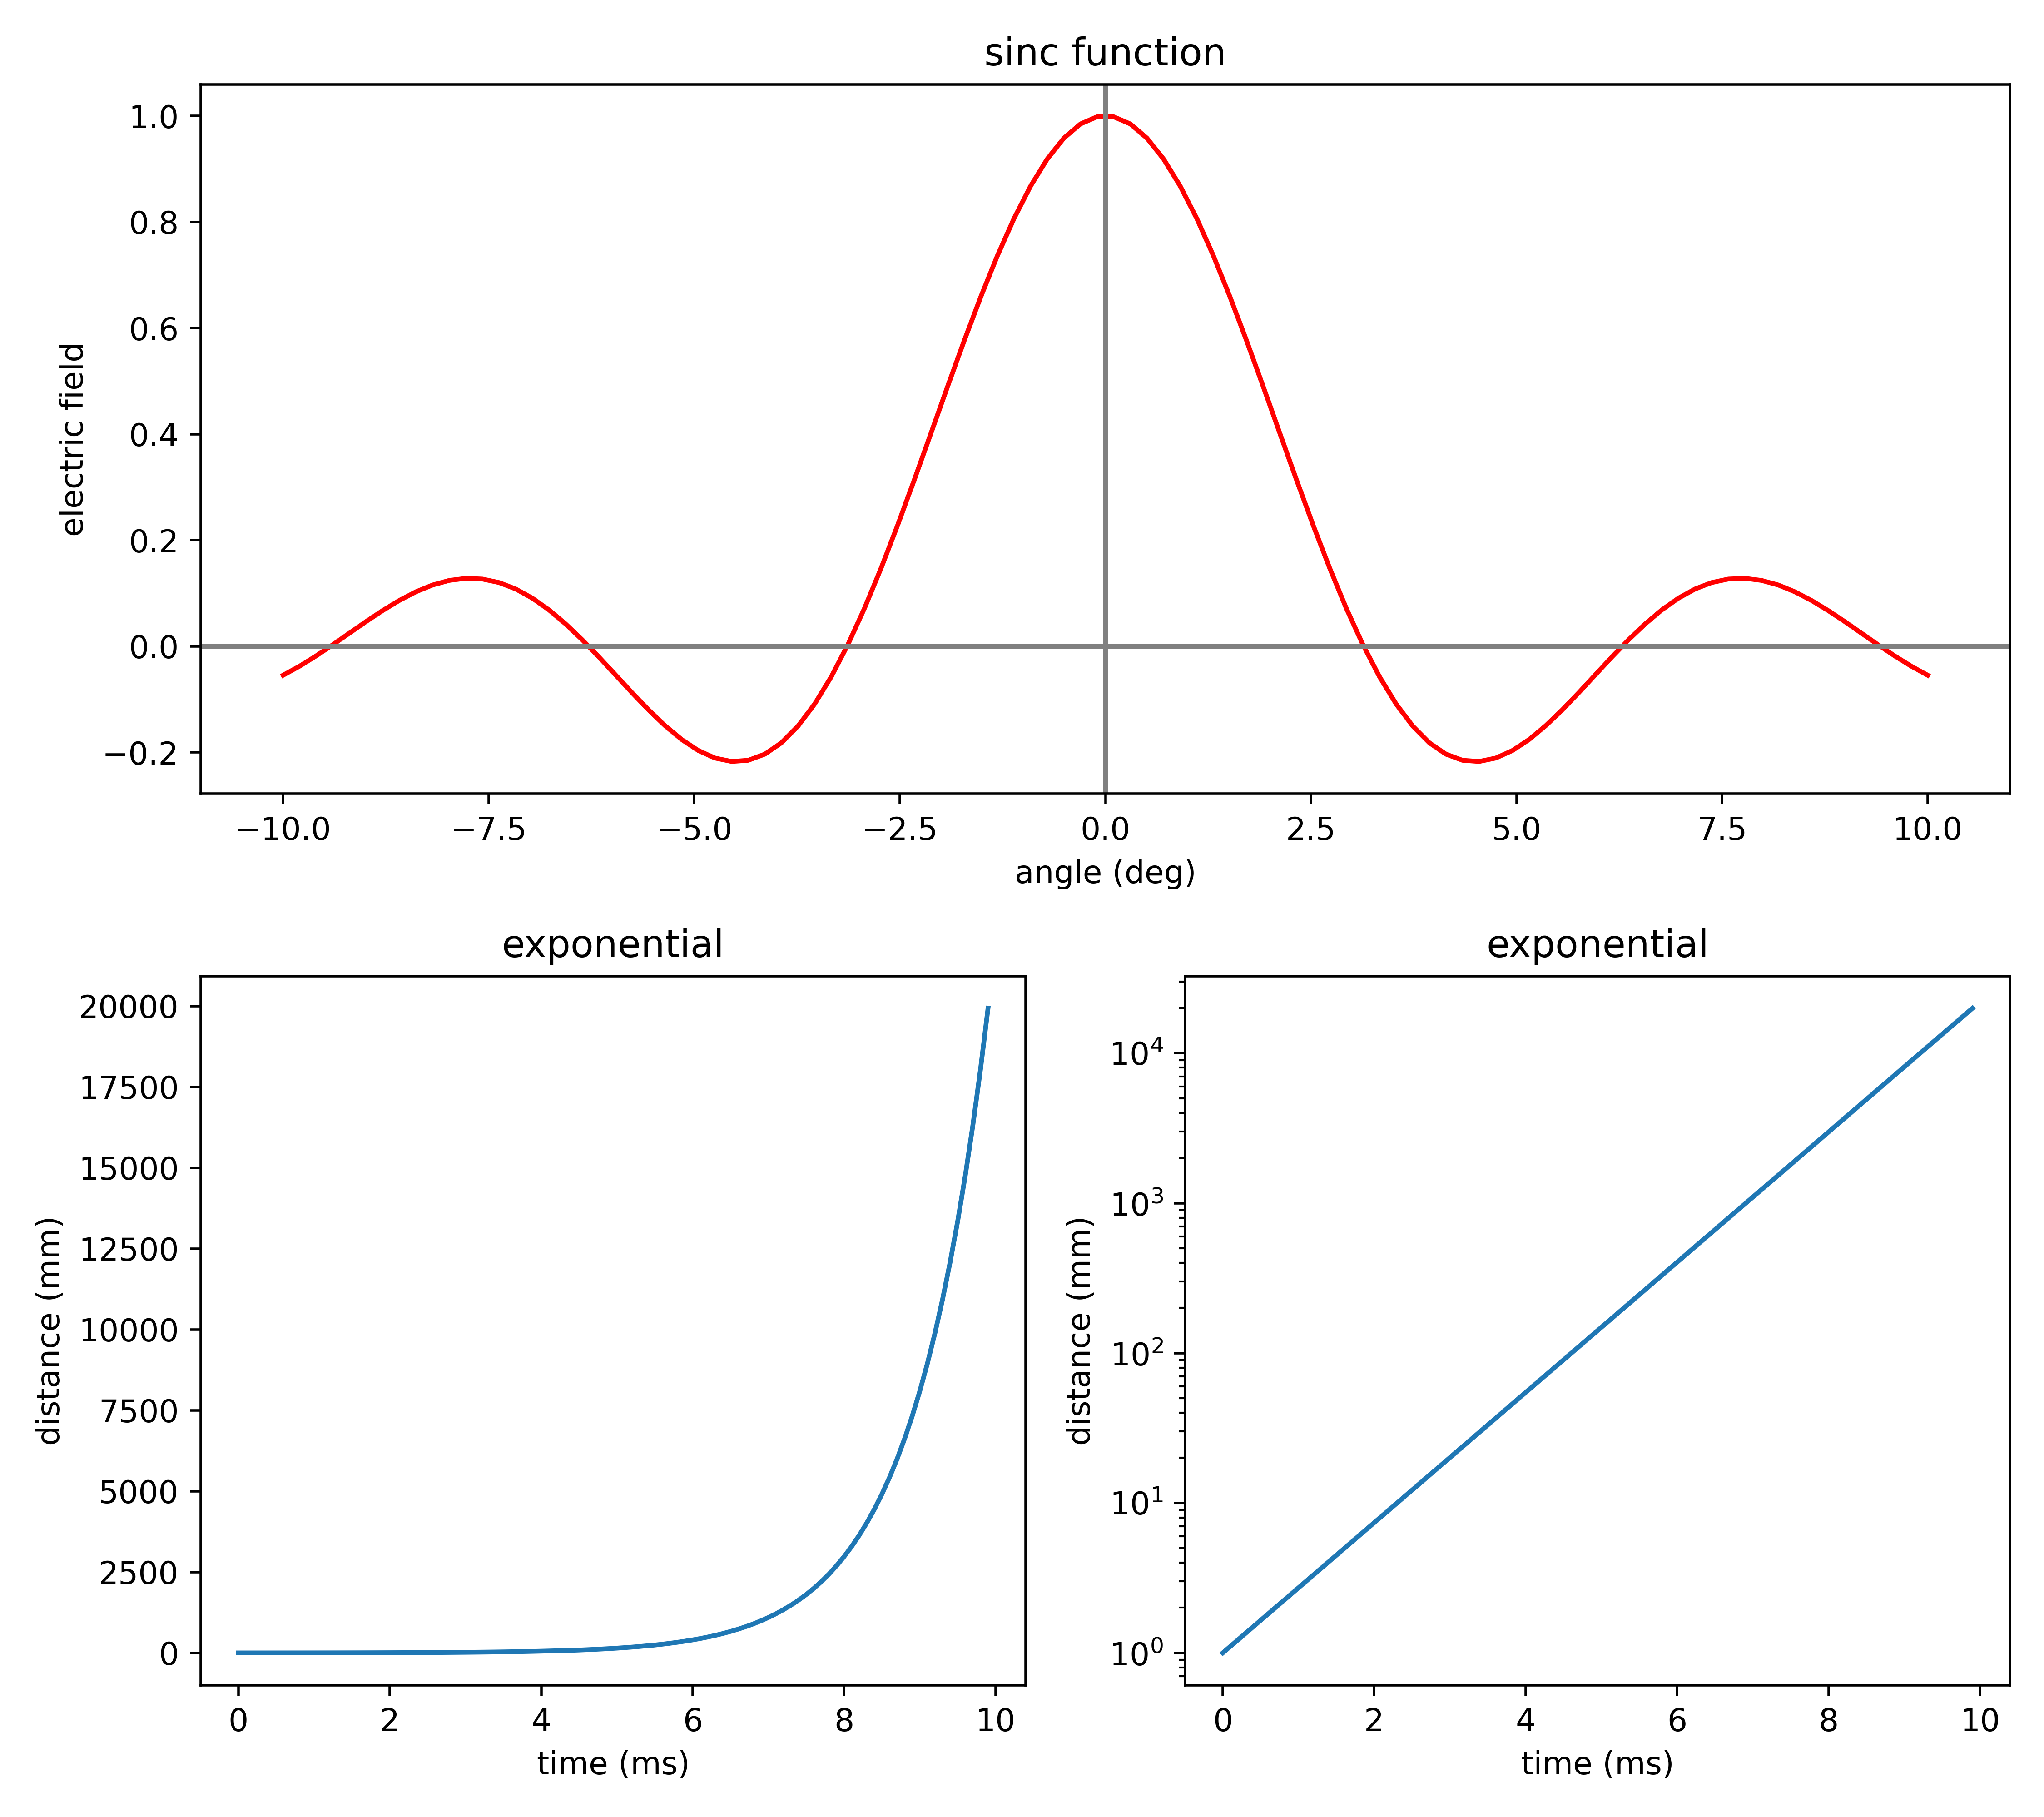 sinc function
1.0
0.8
0.6
0.4
0.2
0.0
−0.2
electric field
−10.0 −7.5 −5.0 −2.5 0.0 2.5 5.0 7.5 10.0
angle (deg)
exponential
20000
17500
15000
12500
10000
7500
5000
2500
0
distance (mm)
0 2 4 6 8 10
time (ms)
exponential
10⁴
10³
10²
10¹
10⁰
distance (mm)
0 2 4 6 8 10
time (ms)